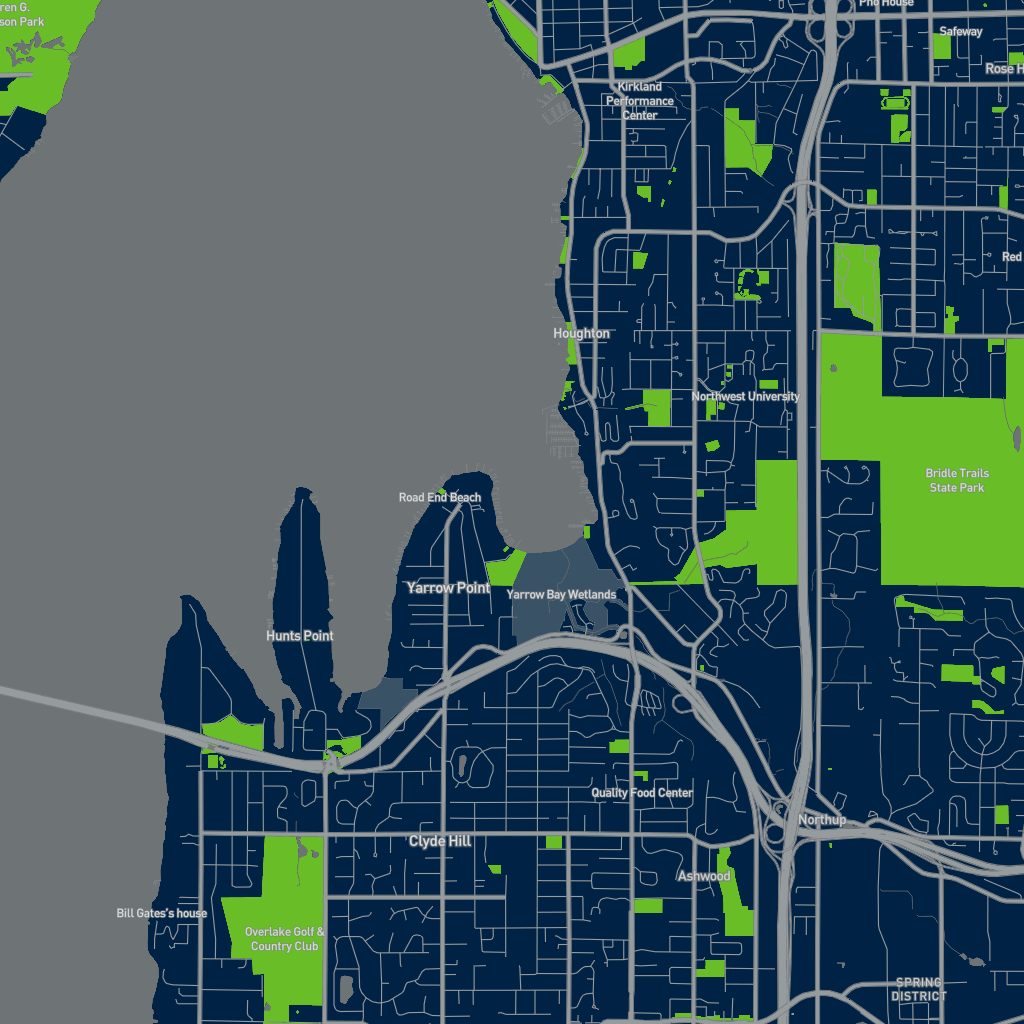 ren G.
son Park
Pho House
Safeway
Rose H
Kirkland
Performance
Center
Red
Houghton
Northwest University
Bridle Trails
State Park
Road End Beach
Yarrow Point
Yarrow Bay Wetlands
Hunts Point
Quality Food Center
Northup
Clyde Hill
Ashwood
Bill Gates's house
Overlake Golf &
Country Club
SPRING
DISTRICT